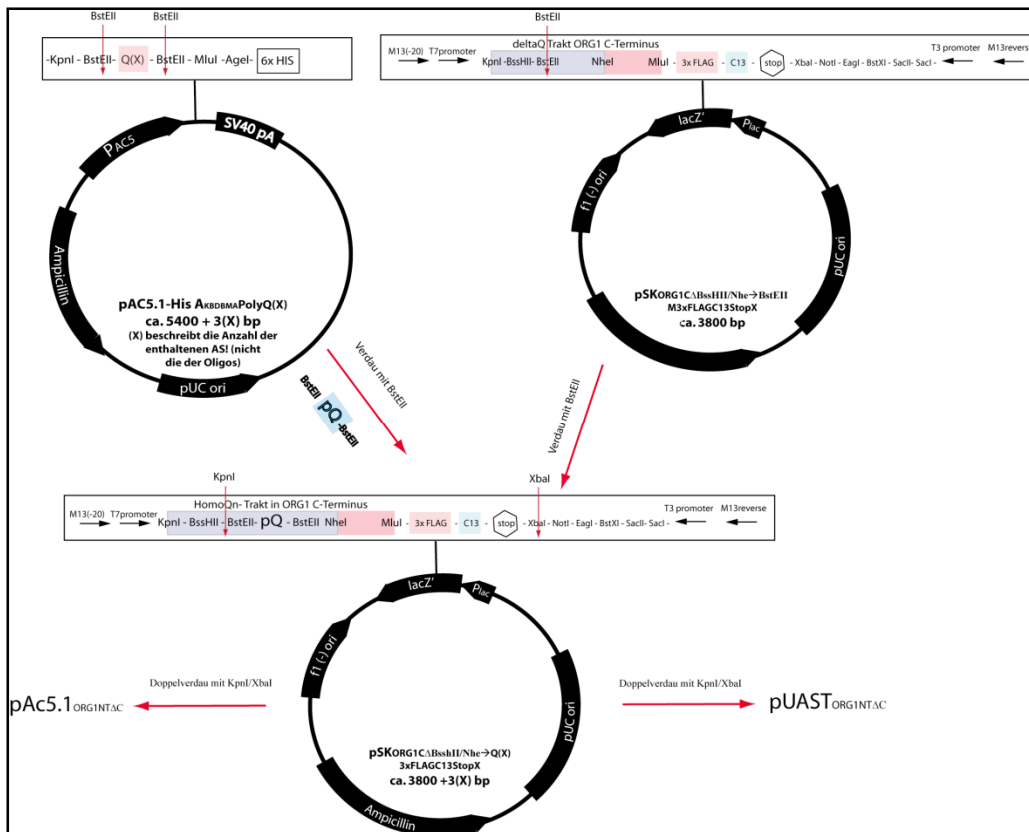 BstEII BstEII
-KpnI - BstEII- Q(X) - BstEII - MluI -AgeI- 6x HIS
PAC5
SV40 pA
Ampicillin
pUC ori
pAC5.1-His AKBDBMAPolyQ(X)
ca. 5400 + 3(X) bp
(X) beschreibt die Anzahl der
enthaltenen AS! (nicht
die der Oligos)
BstEII
deltaQ Trakt ORG1 C-Terminus
M13(-20) T7promoter
KpnI -BssHII- BstEII NheI MluI - 3x FLAG - C13 - stop - XbaI - NotI - EagI - BstXI - SacII- SacI -
T3 promoter M13reverse
lacZ'
Plac
f1 (-) ori
pUC ori
pSKORG1CΔBssHII/Nhe→BstEII
M3xFLAGC13StopX
ca. 3800 bp
Verdau mit BstEII
BstEII
pQ
-BstEII
Verdau mit BstEII
KpnI XbaI
HomoQn- Trakt in ORG1 C-Terminus
M13(-20) T7promoter
KpnI - BssHII - BstEII- pQ - BstEII NheI MluI - 3x FLAG - C13 - stop - XbaI - NotI - EagI - BstXI - SacII- SacI -
T3 promoter M13reverse
lacZ'
Plac
f1 (-) ori
pUC ori
Ampicillin
pSKORG1CΔBsshII/Nhe→Q(X)
3xFLAGC13StopX
ca. 3800 +3(X) bp
Doppelverdau mit KpnI/XbaI
pAc5.1ORG1NTΔC
Doppelverdau mit KpnI/XbaI
pUASTORG1NTΔC